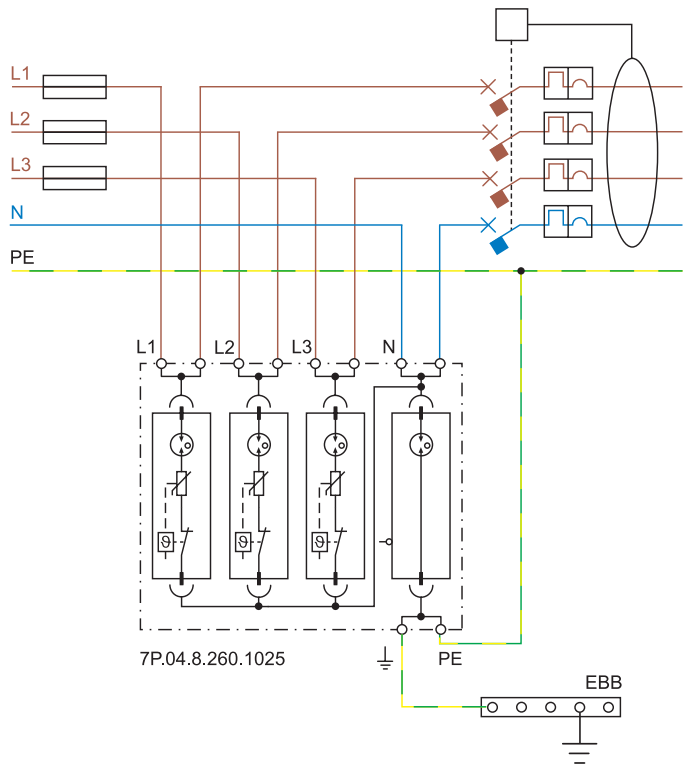 L1
L2
L3
N
PE
L1 L2 L3 N
ϑ ϑ ϑ
7P.04.8.260.1025 PE
EBB